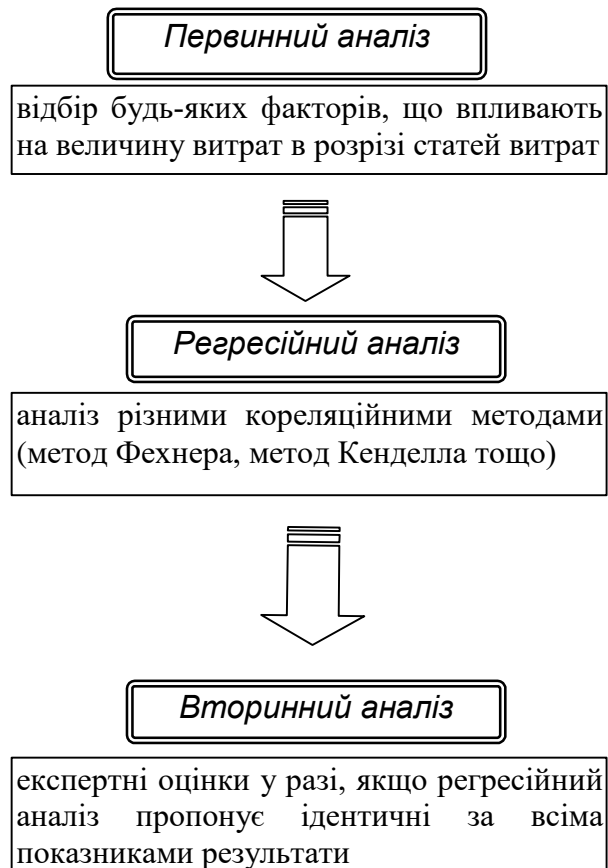 Первинний аналіз
відбір будь-яких факторів, що впливають
на величину витрат в розрізі статей витрат
Регресійний аналіз
аналіз різними кореляційними методами
(метод Фехнера, метод Кенделла тощо)
Вторинний аналіз
експертні оцінки у разі, якщо регресійний
аналіз пропонує ідентичні за всіма
показниками результати